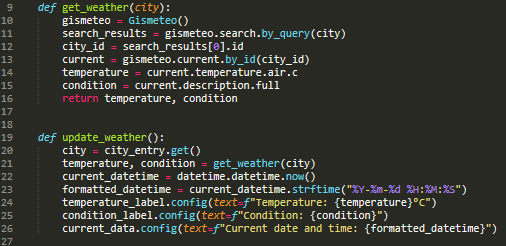 9 def get_weather(city):
10 gismeteo = Gismeteo()
11 search_results = gismeteo.search.by_query(city)
12 city_id = search_results[0].id
13 current = gismeteo.current.by_id(city_id)
14 temperature = current.temperature.air.c
15 condition = current.description.full
16 return temperature, condition
17
18
19 def update_weather():
20 city = city_entry.get()
21 temperature, condition = get_weather(city)
22 current_datetime = datetime.datetime.now()
23 formatted_datetime = current_datetime.strftime("%Y-%m-%d %H:%M:%S")
24 temperature_label.config(text=f"Temperature: {temperature}°C")
25 condition_label.config(text=f"Condition: {condition}")
26 current_data.config(text=f"Current date and time: {formatted_datetime}")
27